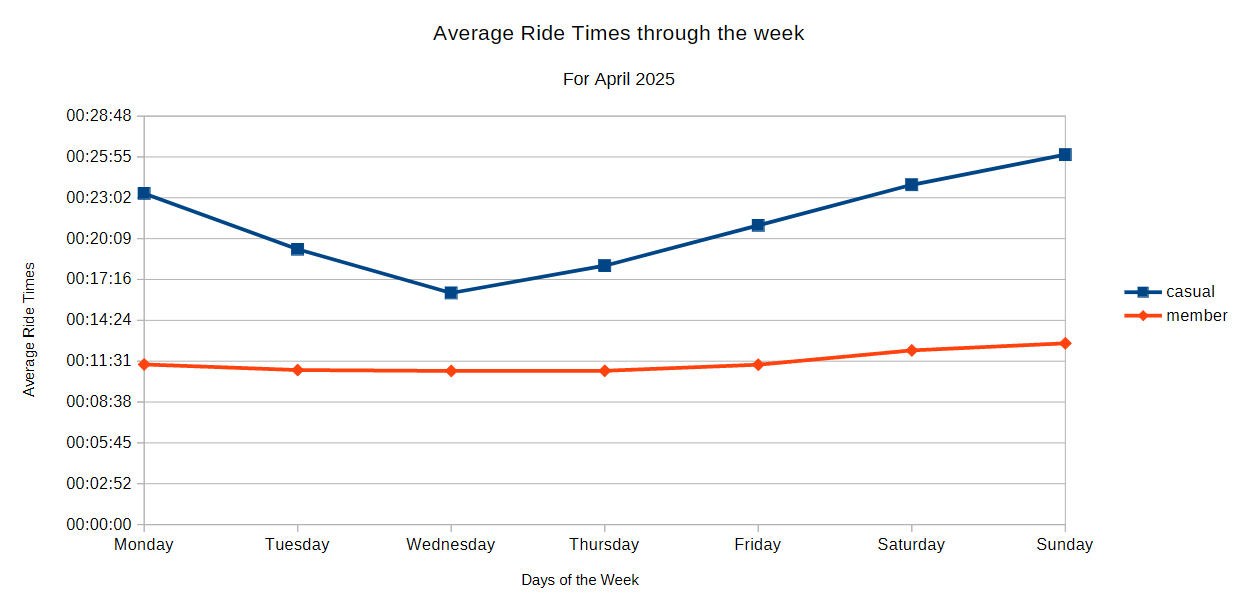 Average Ride Times through the week
For April 2025
00:28:48
00:25:55
00:23:02
00:20:09
00:17:16
00:14:24
00:11:31
00:08:38
00:05:45
00:02:52
00:00:00
Average Ride Times
Monday Tuesday Wednesday Thursday Friday Saturday Sunday
Days of the Week
casual
member